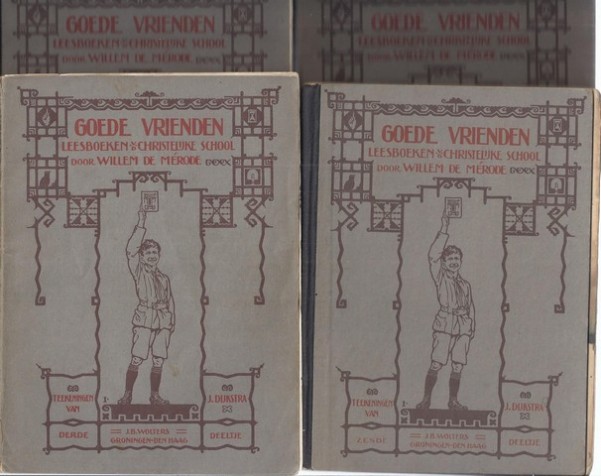 GOEDE VRIENDEN
LEESBOEKEN V/D CHRISTELIJKE SCHOOL
DOOR WILLEM DE MÉRODE
GOEDE VRIENDEN
LEESBOEKEN V/D CHRISTELIJKE SCHOOL
DOOR WILLEM DE MÉRODE
GOEDE VRIENDEN
LEESBOEKEN V/D CHRISTELIJKE SCHOOL
DOOR WILLEM DE MÉRODE
TEEKENINGEN
VAN
J. DIJKSTRA
DERDE
J.B. WOLTERS
GRONINGEN-DEN HAAG
DEELTJE
GOEDE VRIENDEN
LEESBOEKEN V/D CHRISTELIJKE SCHOOL
DOOR WILLEM DE MÉRODE
TEEKENINGEN
VAN
J. DIJKSTRA
ZESDE
J.B. WOLTERS
GRONINGEN-DEN HAAG
DEELTJE